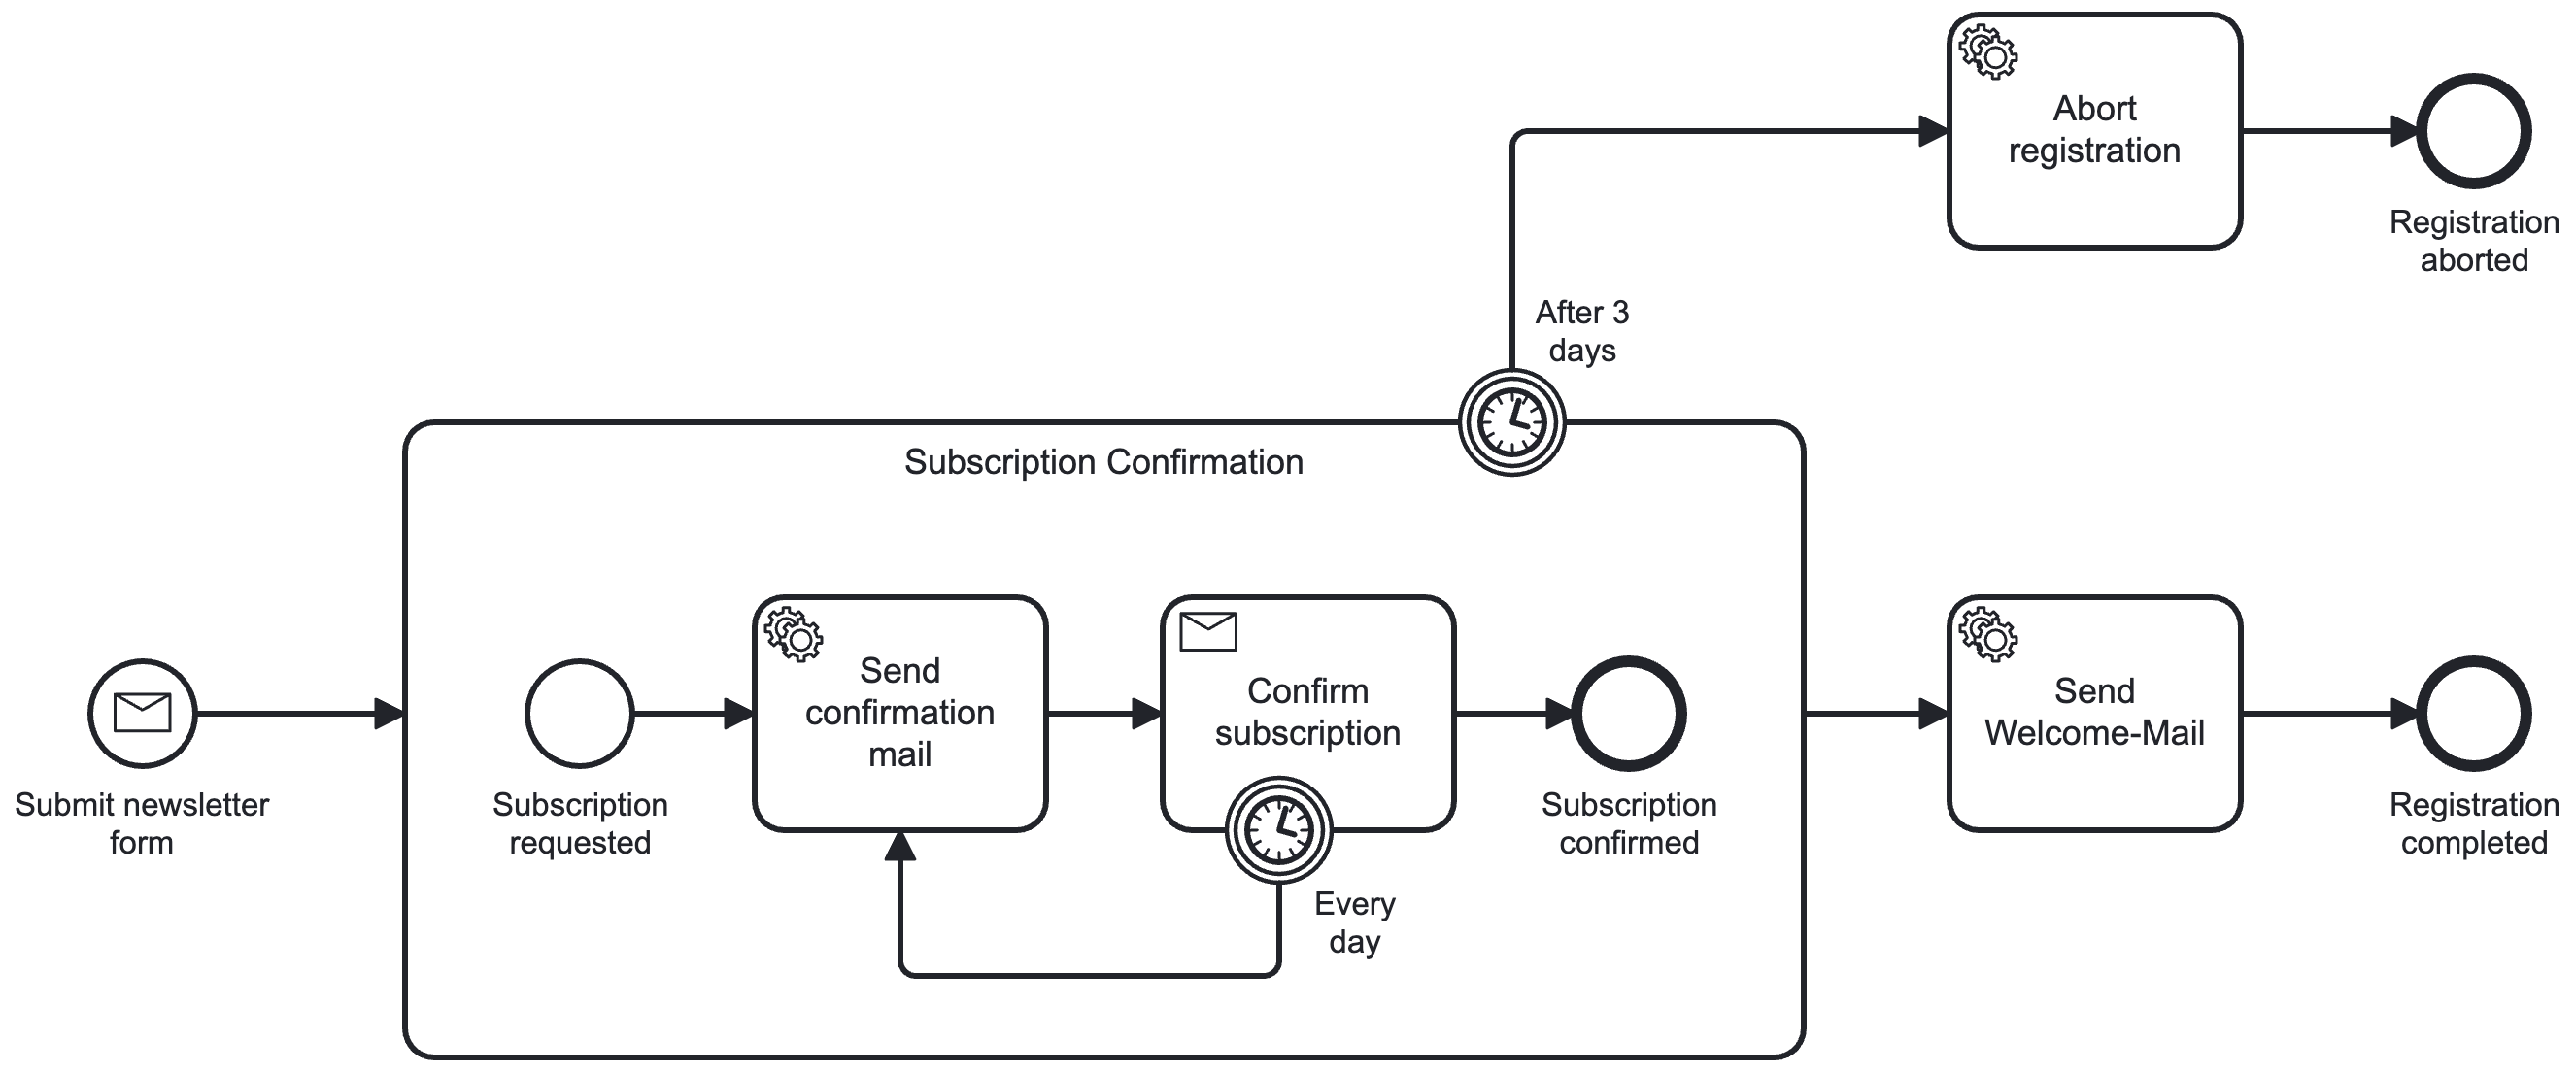 Abort
registration
Registration
aborted
After 3
days
Subscription Confirmation
Submit newsletter
form
Subscription
requested
Send
confirmation
mail
Confirm
subscription
Every
day
Subscription
confirmed
Send
Welcome-Mail
Registration
completed